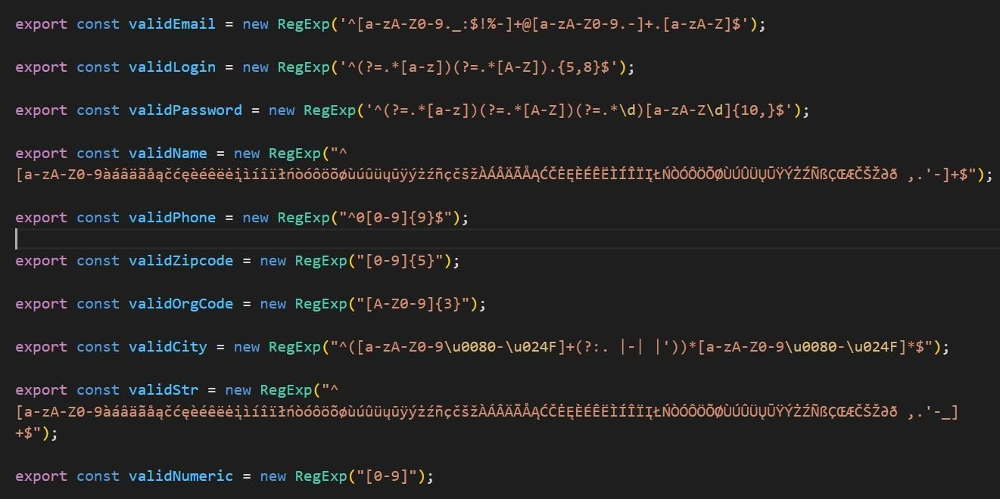 export const validEmail = new RegExp('^[a-zA-Z0-9._:$!%-]+@[a-zA-Z0-9.-]+.[a-zA-Z]$');
export const validLogin = new RegExp('^(?=.*[a-z])(?=.*[A-Z]).{5,8}$');
export const validPassword = new RegExp('^(?=.*[a-z])(?=.*[A-Z])(?=.*\d)[a-zA-Z\d]{10,}$');
export const validName = new RegExp("^
[a-zA-Z0-9àáâäãåąčćęèéêëėįìíîïłńòóôöõøùúûüųūÿýżźñçčšžÀÁÂÄÃÅĄĆČĖĘÈÉÊËÌÍÎÏĮŁŃÒÓÔÖÕØÙÚÛÜŲŪŸÝŻŹÑßÇŒÆČŠŽ∂ð ,.'-]+$");
export const validPhone = new RegExp("^0[0-9]{9}$");
export const validZipcode = new RegExp("[0-9]{5}");
export const validOrgCode = new RegExp("[A-Z0-9]{3}");
export const validCity = new RegExp("^([a-zA-Z0-9\u0080-\u024F]+(?:. |-| |'))*[a-zA-Z0-9\u0080-\u024F]*$");
export const validStr = new RegExp("^
[a-zA-Z0-9àáâäãåąčćęèéêëėįìíîïłńòóôöõøùúûüųūÿýżźñçčšžÀÁÂÄÃÅĄĆČĖĘÈÉÊËÌÍÎÏĮŁŃÒÓÔÖÕØÙÚÛÜŲŪŸÝŻŹÑßÇŒÆČŠŽ∂ð ,.'-_]
+$");
export const validNumeric = new RegExp("[0-9]");